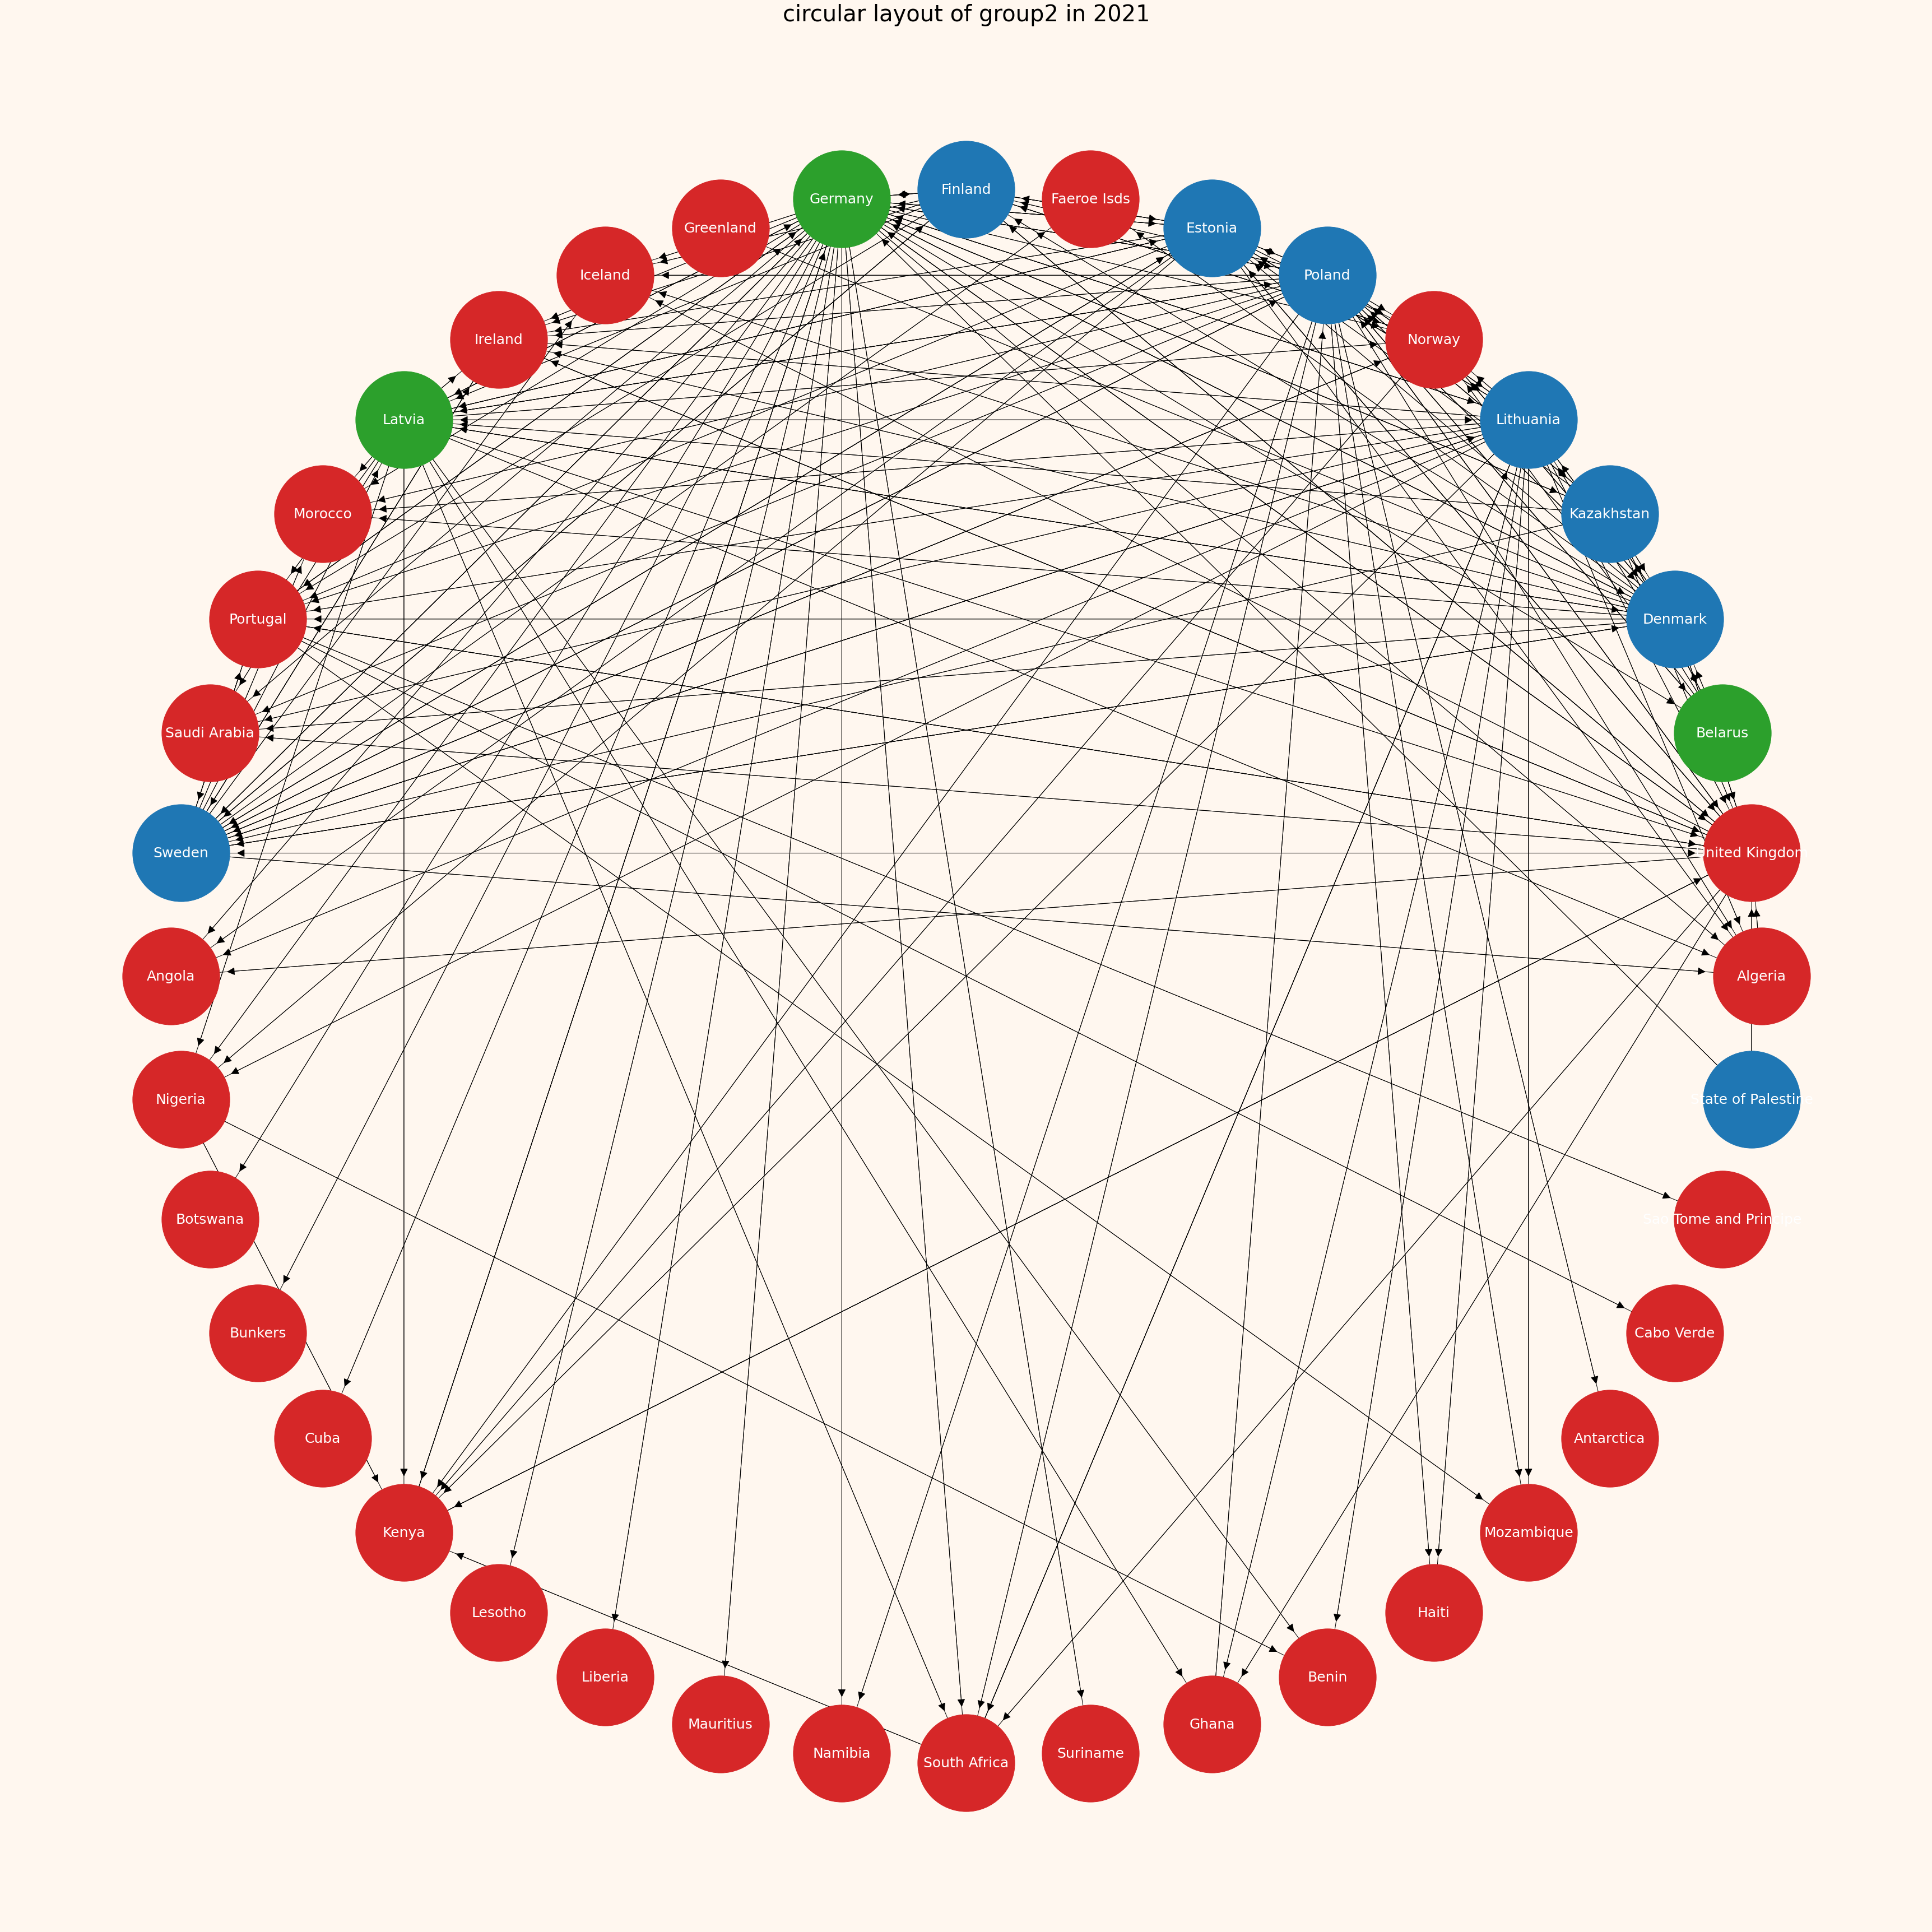 circular layout of group2 in 2021
Finland
Germany
Faeroe Isds
Greenland
Estonia
Iceland
Poland
Ireland
Norway
Latvia
Lithuania
Morocco
Kazakhstan
Portugal
Denmark
Saudi Arabia
Belarus
Sweden
United Kingdom
Angola
Algeria
Nigeria
State of Palestine
Botswana
Tome and Prin
Bunkers
Cabo Verde
Cuba
Antarctica
Kenya
Mozambique
Lesotho
Haiti
Liberia
Benin
Mauritius
Ghana
Namibia
South Africa
Suriname